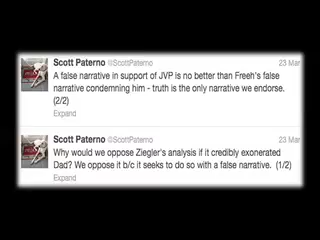 Scott Paterno @ScottPaterno 23 Mar
A false narrative in support of JVP is no better than Freeh's false
narrative condemning him - truth is the only narrative we endorse.
(2/2)
Expand
Scott Paterno @ScottPaterno 23 Mar
Why would we oppose Ziegler's analysis if it credibly exonerated
Dad? We oppose it b/c it seeks to do so with a false narrative. (1/2)
Expand